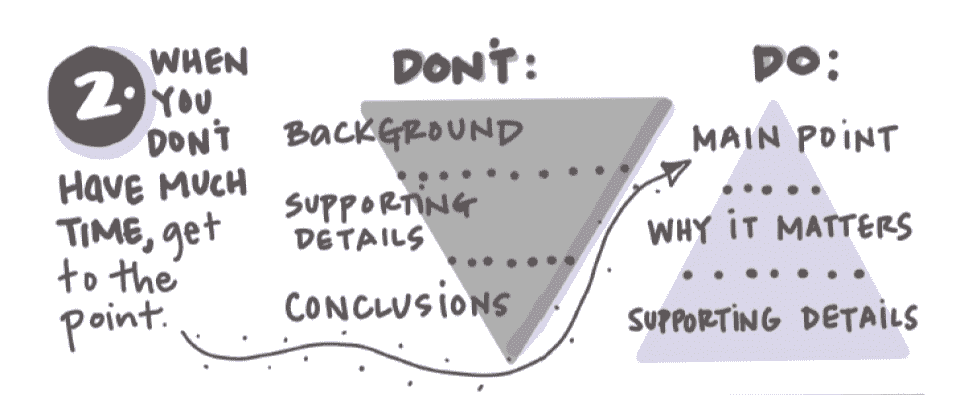 2.
WHEN
YOU
DON'T
HAVE MUCH
TIME, get
to the
point.
DON'T:
BACKGROUND
SUPPORTING
DETAILS
CONCLUSIONS
DO:
MAIN POINT
WHY IT MATTERS
SUPPORTING DETAILS